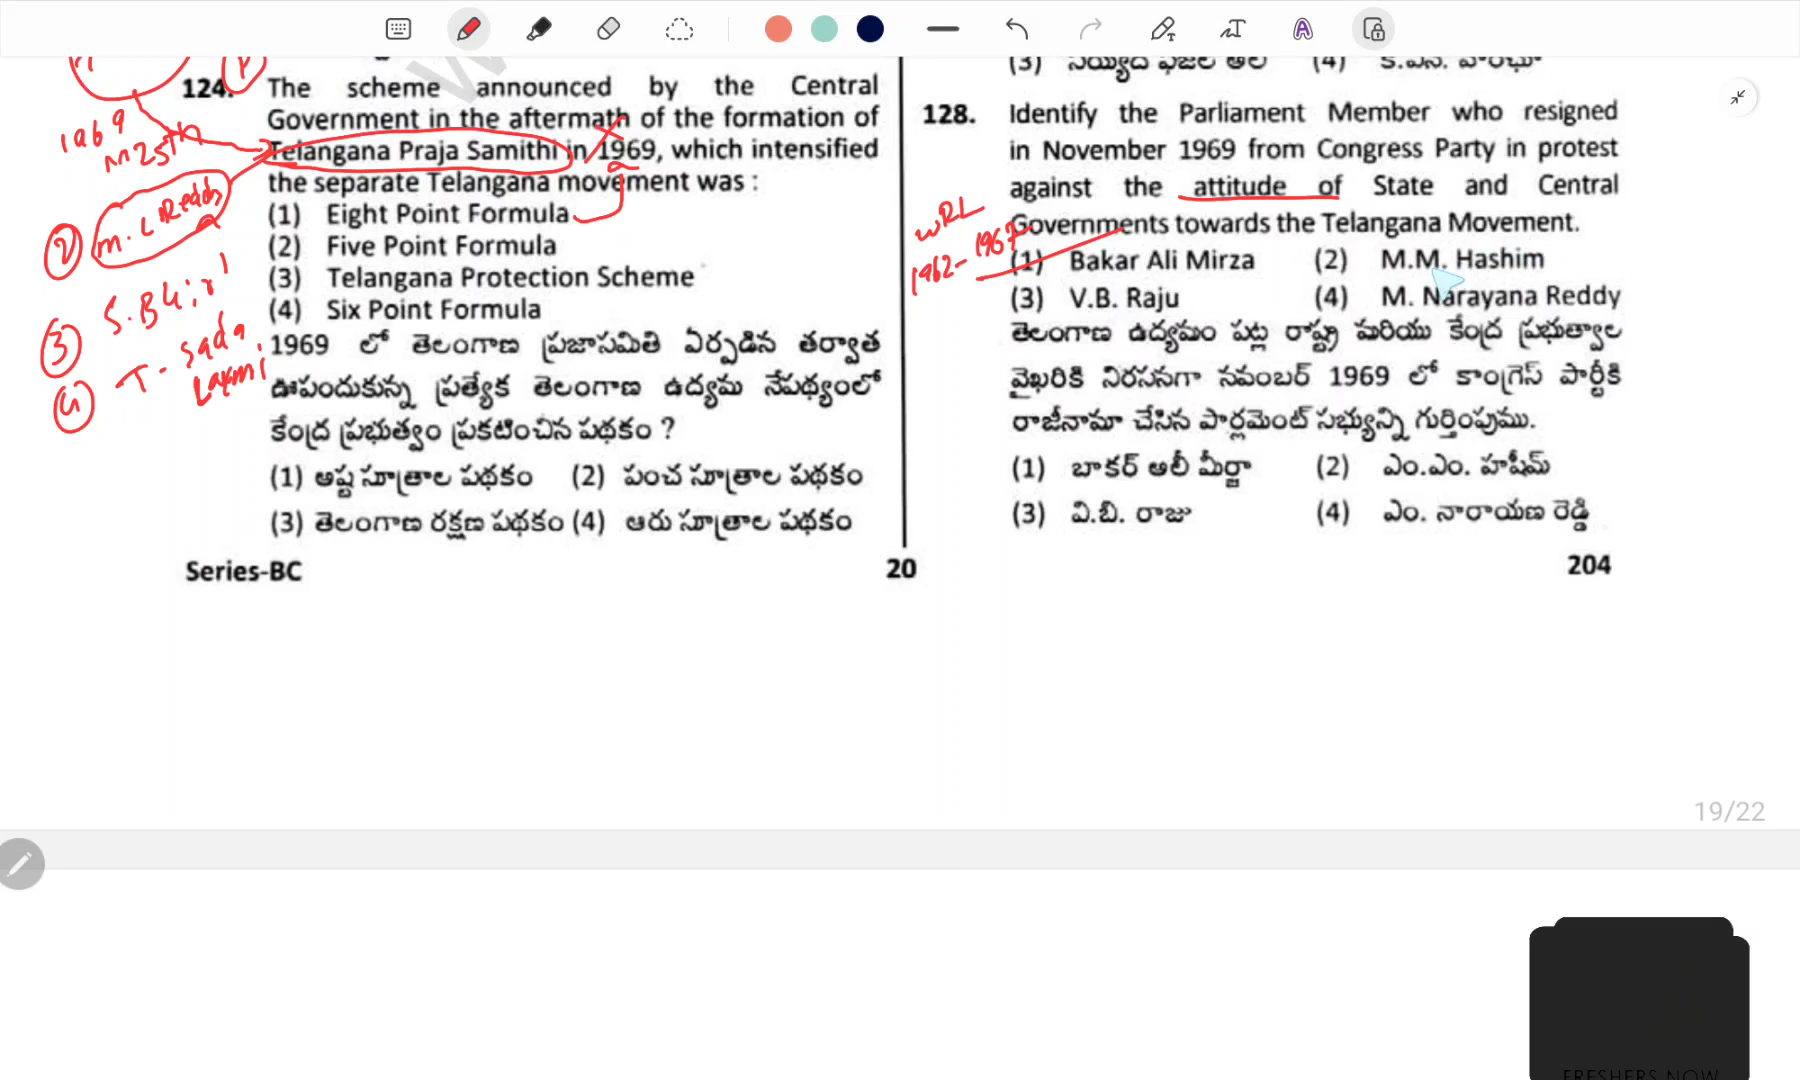 124. The scheme announced by the Central
Government in the aftermath of the formation of
Telangana Praja Samithi in 1969, which intensified
the separate Telangana movement was :
(1) Eight Point Formula
(2) Five Point Formula
(3) Telangana Protection Scheme
(4) Six Point Formula
1969 లో తెలంగాణ ప్రజాసమితి ఏర్పడిన తర్వాత
ఊపందుకున్న ప్రత్యేక తెలంగాణ ఉద్యమ నేపథ్యంలో
కేంద్ర ప్రభుత్వం ప్రకటించిన పథకం ?
(1) అష్ట సూత్రాల పథకం (2) పంచ సూత్రాల పథకం
(3) తెలంగాణ రక్షణ పథకం (4) ఆరు సూత్రాల పథకం
1969
m25th
2 m. C Reddy
3
4 T. Sada
Laxmi
128. Identify the Parliament Member who resigned
in November 1969 from Congress Party in protest
against the attitude of State and Central
Governments towards the Telangana Movement.
(1) Bakar Ali Mirza (2) M.M. Hashim
(3) V.B. Raju (4) M. Narayana Reddy
తెలంగాణ ఉద్యమం పట్ల రాష్ట్ర మరియు కేంద్ర ప్రభుత్వాల
వైఖరికి నిరసనగా నవంబర్ 1969 లో కాంగ్రెస్ పార్టీకి
రాజీనామా చేసిన పార్లమెంట్ సభ్యున్ని గుర్తింపుము.
(1) బాకర్ ఆలీ మీర్జా (2) ఎం.ఎం. హషీమ్
(3) వి.బి. రాజు (4) ఎం. నారాయణ రెడ్డి
WRL
1962-1967
Series-BC 20 204
19/22
FRESHERS NOW